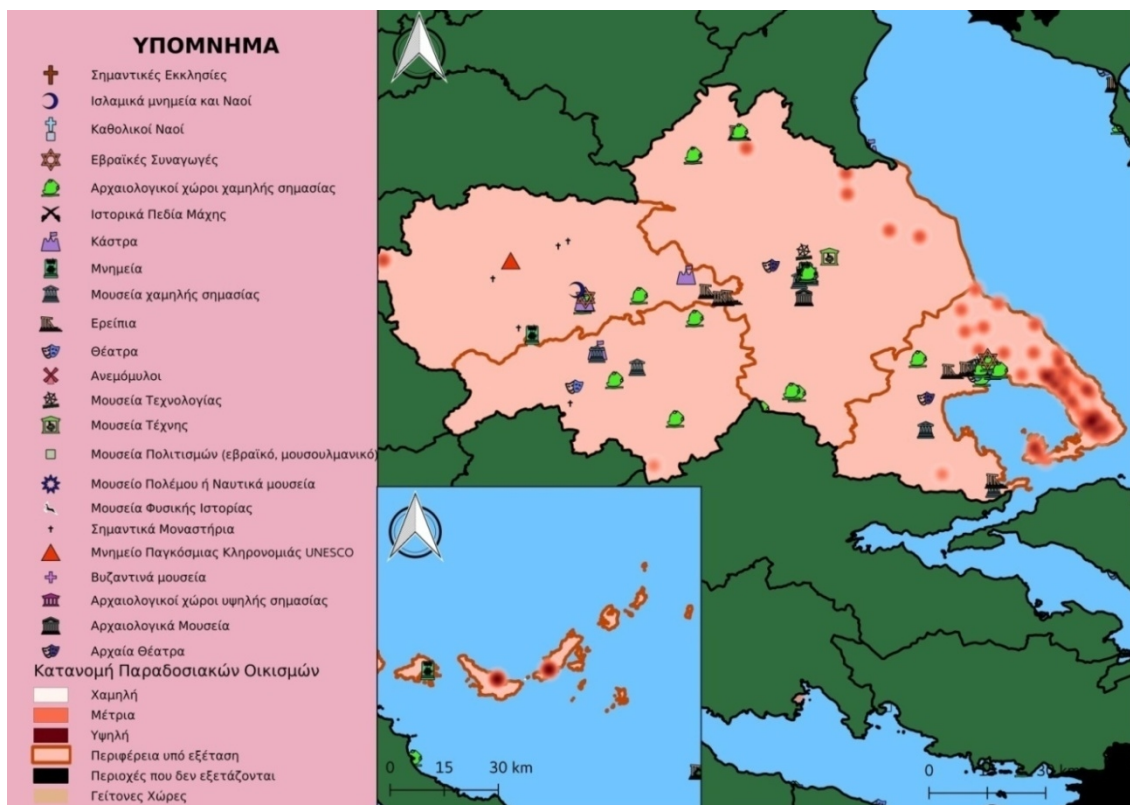 ΥΠΟΜΝΗΜΑ
Σημαντικές Εκκλησίες
Ισλαμικά μνημεία και Ναοί
Καθολικοί Ναοί
Εβραϊκές Συναγωγές
Αρχαιολογικοί χώροι χαμηλής σημασίας
Ιστορικά Πεδία Μάχης
Κάστρα
Μνημεία
Μουσεία χαμηλής σημασίας
Ερείπια
Θέατρα
Ανεμόμυλοι
Μουσεία Τεχνολογίας
Μουσεία Τέχνης
Μουσεία Πολιτισμών (εβραϊκό, μουσουλμανικό)
Μουσείο Πολέμου ή Ναυτικά μουσεία
Μουσεία Φυσικής Ιστορίας
Σημαντικά Μοναστήρια
Μνημείο Παγκόσμιας Κληρονομιάς UNESCO
Βυζαντινά μουσεία
Αρχαιολογικοί χώροι υψηλής σημασίας
Αρχαιολογικά Μουσεία
Αρχαία Θέατρα
Κατανομή Παραδοσιακών Οικισμών
Χαμηλή
Μέτρια
Υψηλή
Περιφέρεια υπό εξέταση
Περιοχές που δεν εξετάζονται
Γείτονες Χώρες
0 15 30 km
0 15 30 km